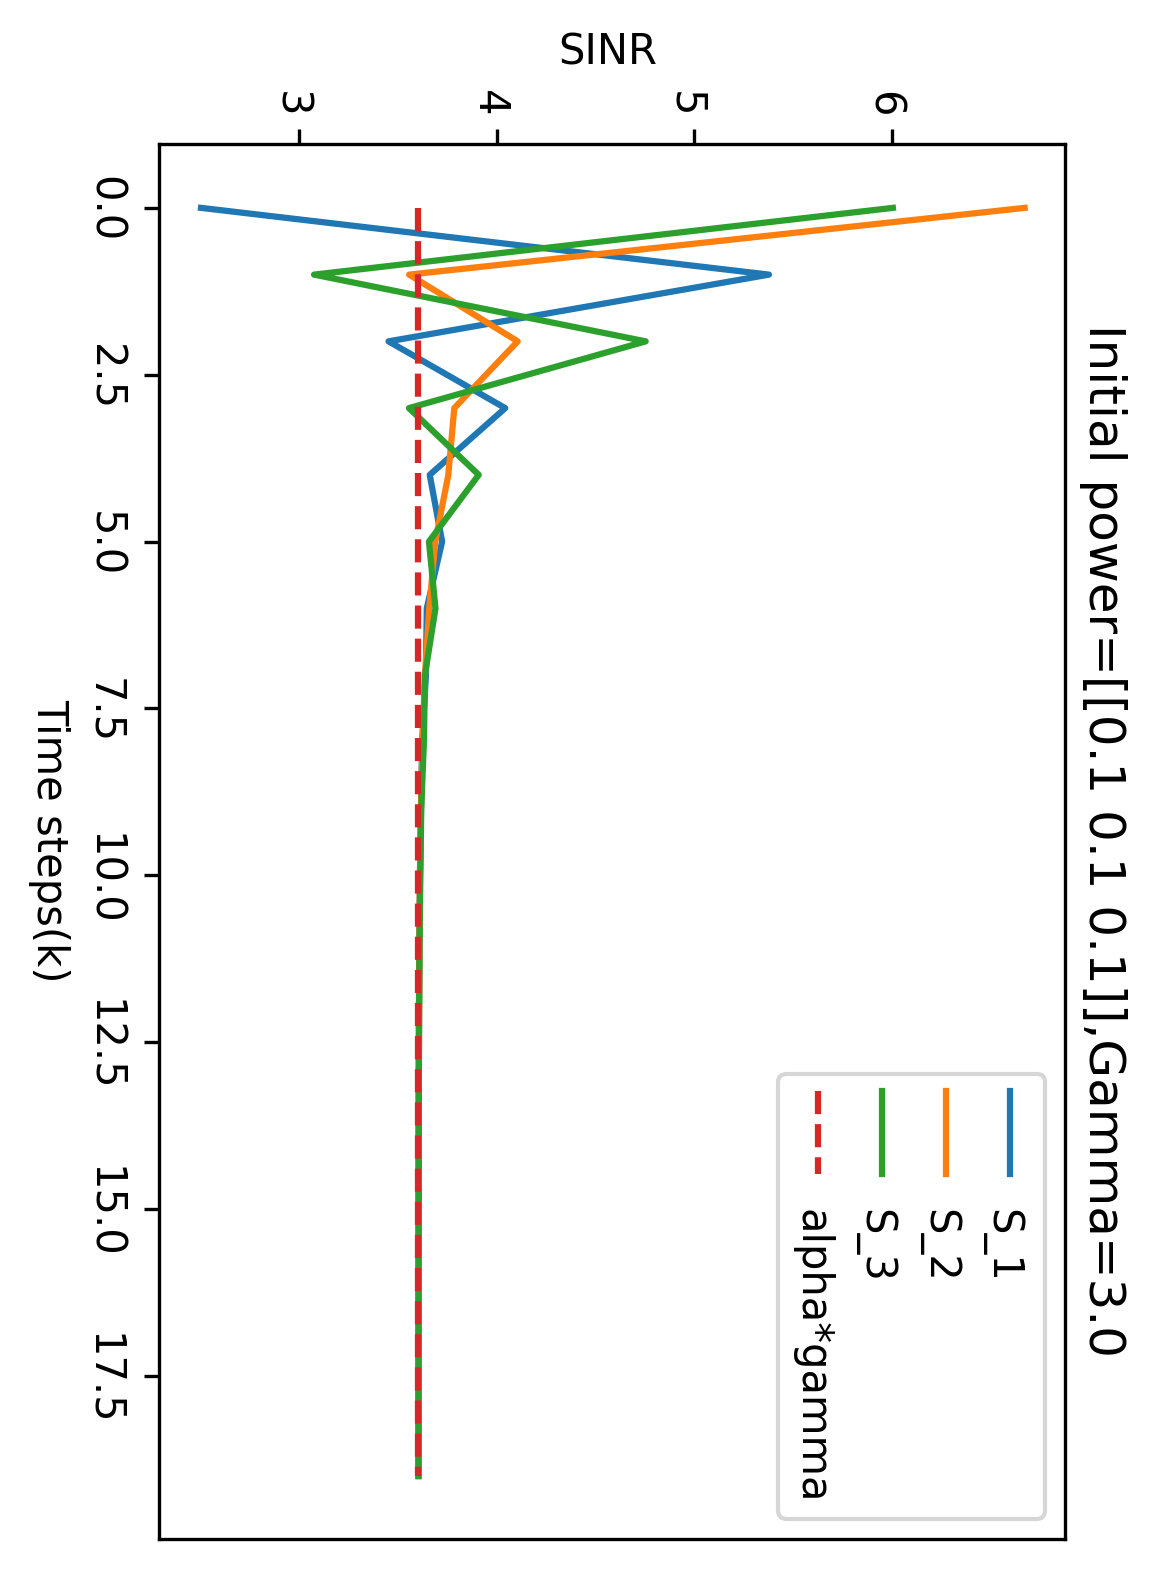 Initial power=[[0.1 0.1 0.1]],Gamma=3.0
SINR
6
5
4
3
0.0
2.5
5.0
7.5
10.0
12.5
15.0
17.5
Time steps(k)
S_1
S_2
S_3
alpha*gamma